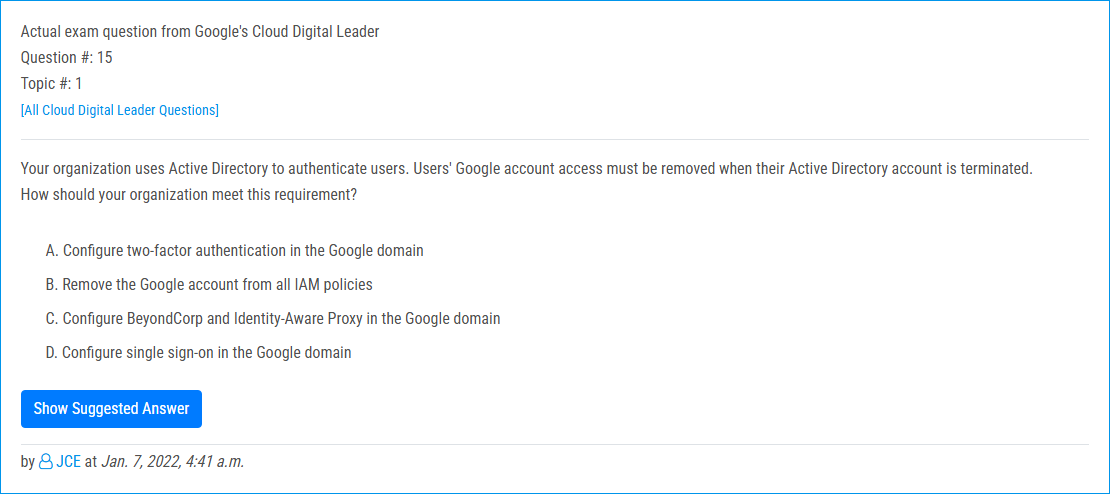 Actual exam question from Google's Cloud Digital Leader
Question #: 15
Topic #: 1
[All Cloud Digital Leader Questions]
Your organization uses Active Directory to authenticate users. Users' Google account access must be removed when their Active Directory account is terminated.
How should your organization meet this requirement?
A. Configure two-factor authentication in the Google domain
B. Remove the Google account from all IAM policies
C. Configure BeyondCorp and Identity-Aware Proxy in the Google domain
D. Configure single sign-on in the Google domain
Show Suggested Answer
by JCE at Jan. 7, 2022, 4:41 a.m.